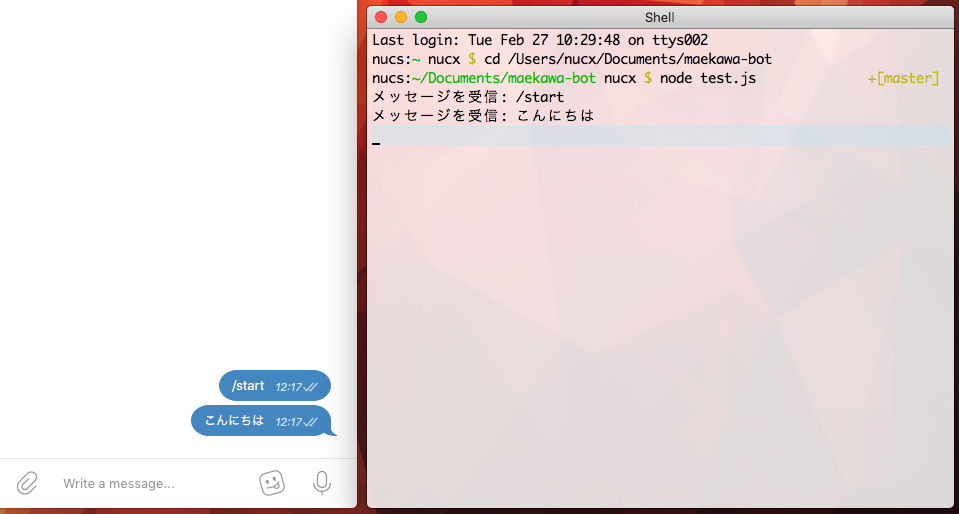 /start 12:17
こんにちは 12:17
Write a message...
Shell
Last login: Tue Feb 27 10:29:48 on ttys002
nucs:~ nucx $ cd /Users/nucx/Documents/maekawa-bot
nucs:~/Documents/maekawa-bot nucx $ node test.js +[master]
メッセージを受信: /start
メッセージを受信: こんにちは